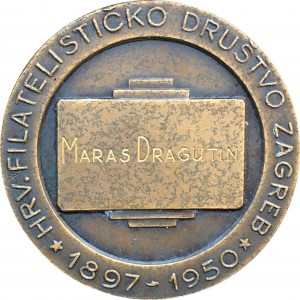 HRV. FILATELISTIČKO DRUŠTVO ZAGREB
MARAS DRAGUTIN
* 1897-1950 *